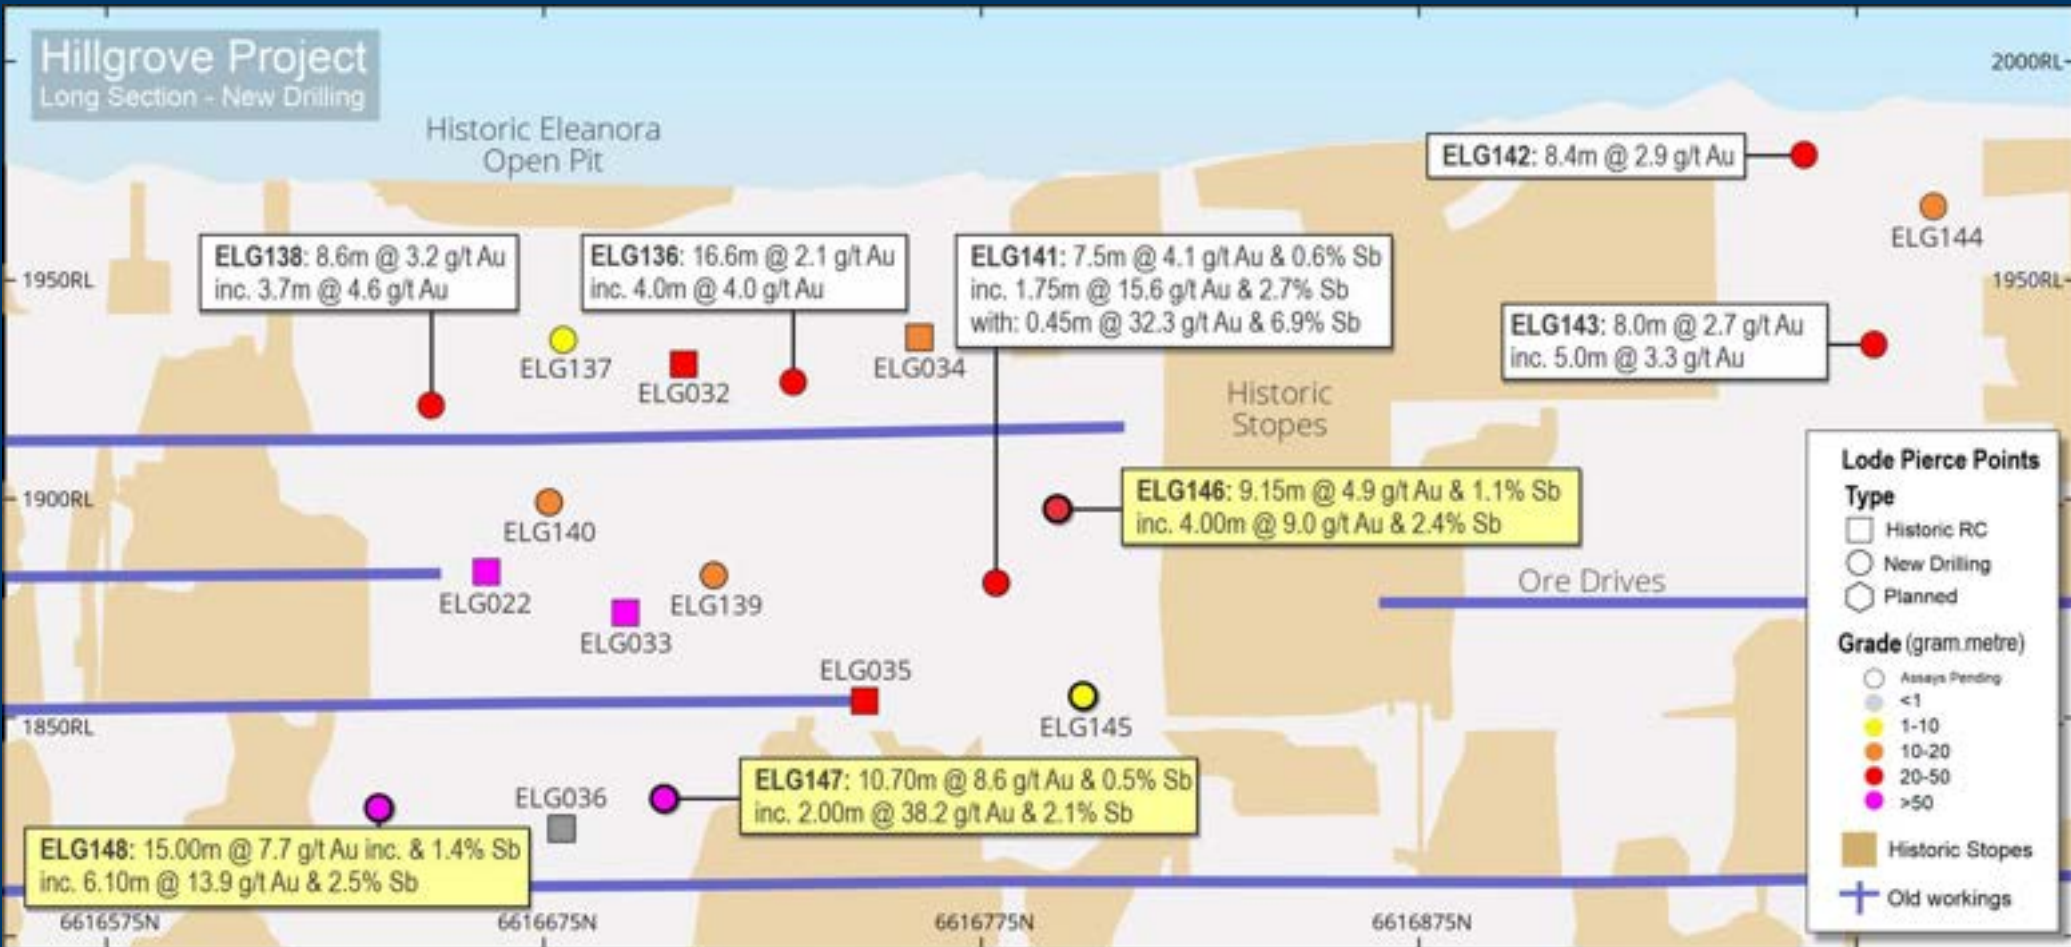 Hillgrove Project
Long Section - New Drilling
2000RL
Historic Eleanora
Open Pit
ELG142: 8.4m @ 2.9 g/t Au
ELG144
ELG138: 8.6m @ 3.2 g/t Au
inc. 3.7m @ 4.6 g/t Au
ELG136: 16.6m @ 2.1 g/t Au
inc. 4.0m @ 4.0 g/t Au
ELG141: 7.5m @ 4.1 g/t Au & 0.6% Sb
inc. 1.75m @ 15.6 g/t Au & 2.7% Sb
with: 0.45m @ 32.3 g/t Au & 6.9% Sb
1950RL
1950RL
ELG143: 8.0m @ 2.7 g/t Au
inc. 5.0m @ 3.3 g/t Au
ELG137
ELG032
ELG034
Historic
Stopes
1900RL
ELG146: 9.15m @ 4.9 g/t Au & 1.1% Sb
inc. 4.00m @ 9.0 g/t Au & 2.4% Sb
ELG140
ELG022
ELG139
ELG033
Ore Drives
ELG035
ELG145
1850RL
ELG147: 10.70m @ 8.6 g/t Au & 0.5% Sb
inc. 2.00m @ 38.2 g/t Au & 2.1% Sb
ELG036
ELG148: 15.00m @ 7.7 g/t Au inc. & 1.4% Sb
inc. 6.10m @ 13.9 g/t Au & 2.5% Sb
6616575N
6616675N
6616775N
6616875N
Lode Pierce Points
Type
Historic RC
New Drilling
Planned
Grade (gram.metre)
Assays Pending
<1
1-10
10-20
20-50
>50
Historic Stopes
Old workings